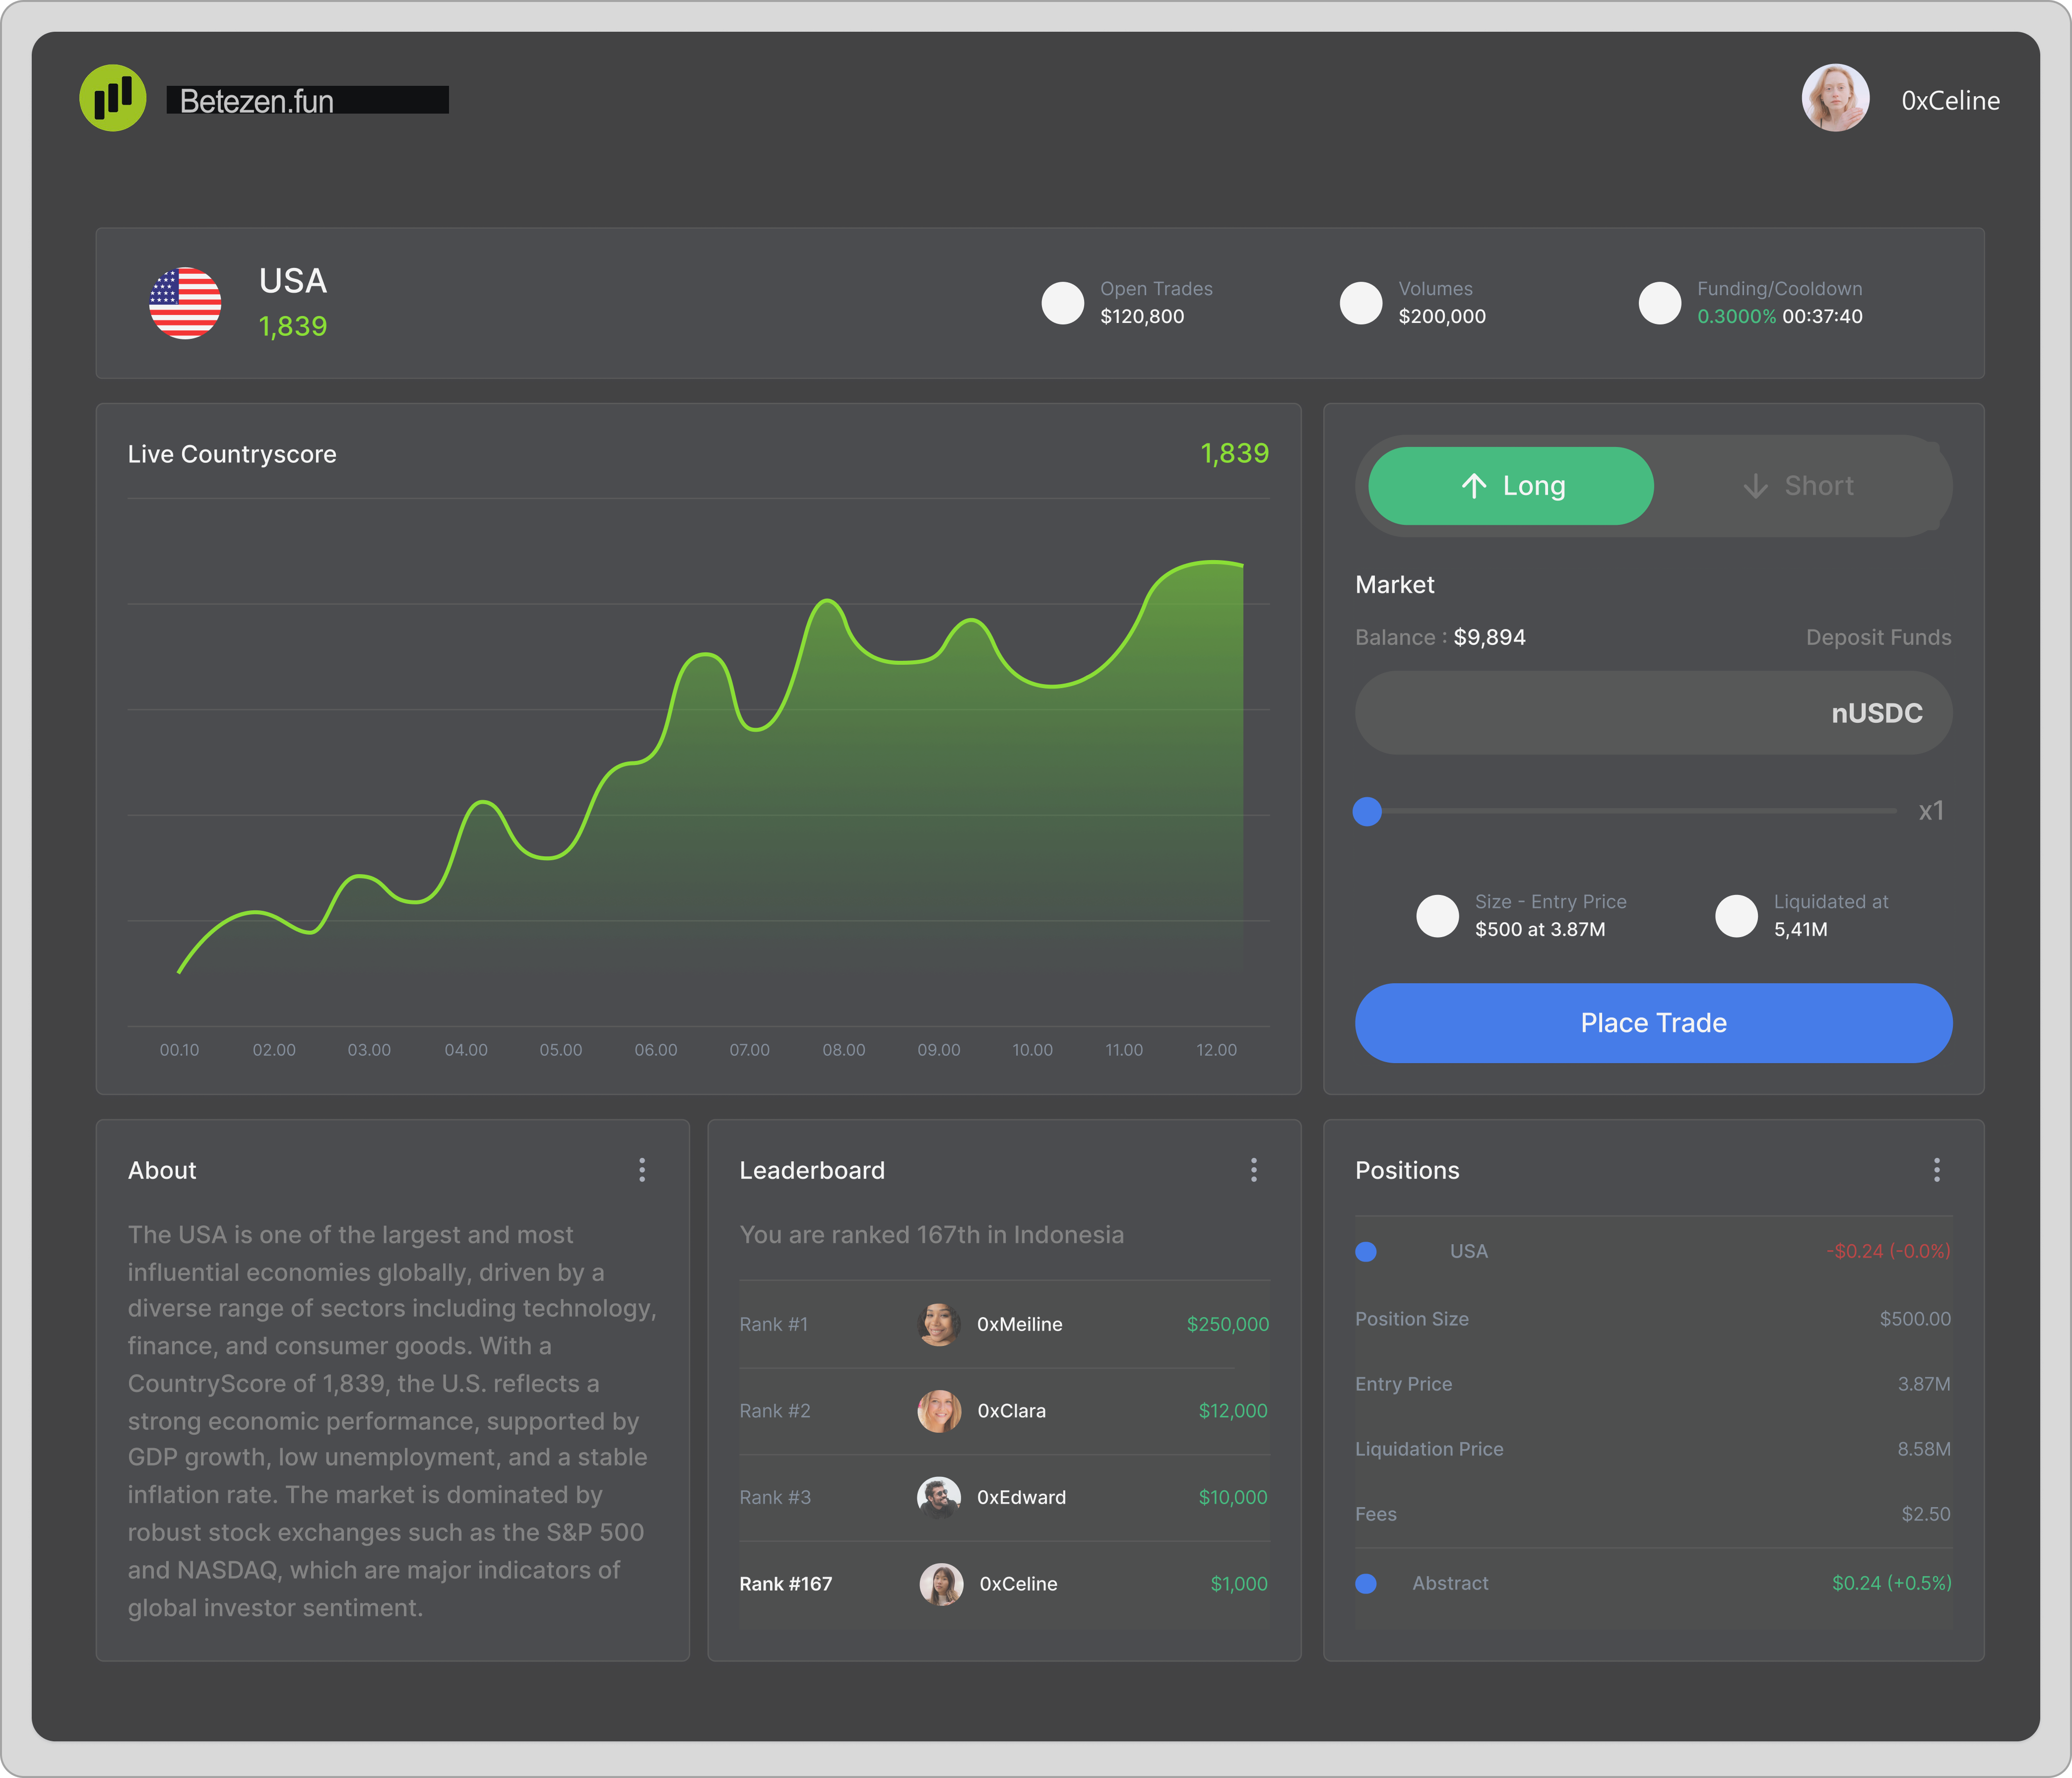 Betezen.fun
0xCeline
USA
1,839
Open Trades
$120,800
Volumes
$200,000
Funding/Cooldown
0.3000% 00:37:40
Live Countryscore
1,839
00.10 02.00 03.00 04.00 05.00 06.00 07.00 08.00 09.00 10.00 11.00 12.00
Long
Short
Market
Balance : $9,894
Deposit Funds
nUSDC
x1
Size - Entry Price
$500 at 3.87M
Liquidated at
5,41M
Place Trade
About
The USA is one of the largest and most
influential economies globally, driven by a
diverse range of sectors including technology,
finance, and consumer goods. With a
CountryScore of 1,839, the U.S. reflects a
strong economic performance, supported by
GDP growth, low unemployment, and a stable
inflation rate. The market is dominated by
robust stock exchanges such as the S&P 500
and NASDAQ, which are major indicators of
global investor sentiment.
Leaderboard
You are ranked 167th in Indonesia
Rank #1 0xMeiline $250,000
Rank #2 0xClara $12,000
Rank #3 0xEdward $10,000
Rank #167 0xCeline $1,000
Positions
USA -$0.24 (-0.0%)
Position Size $500.00
Entry Price 3.87M
Liquidation Price 8.58M
Fees $2.50
Abstract $0.24 (+0.5%)